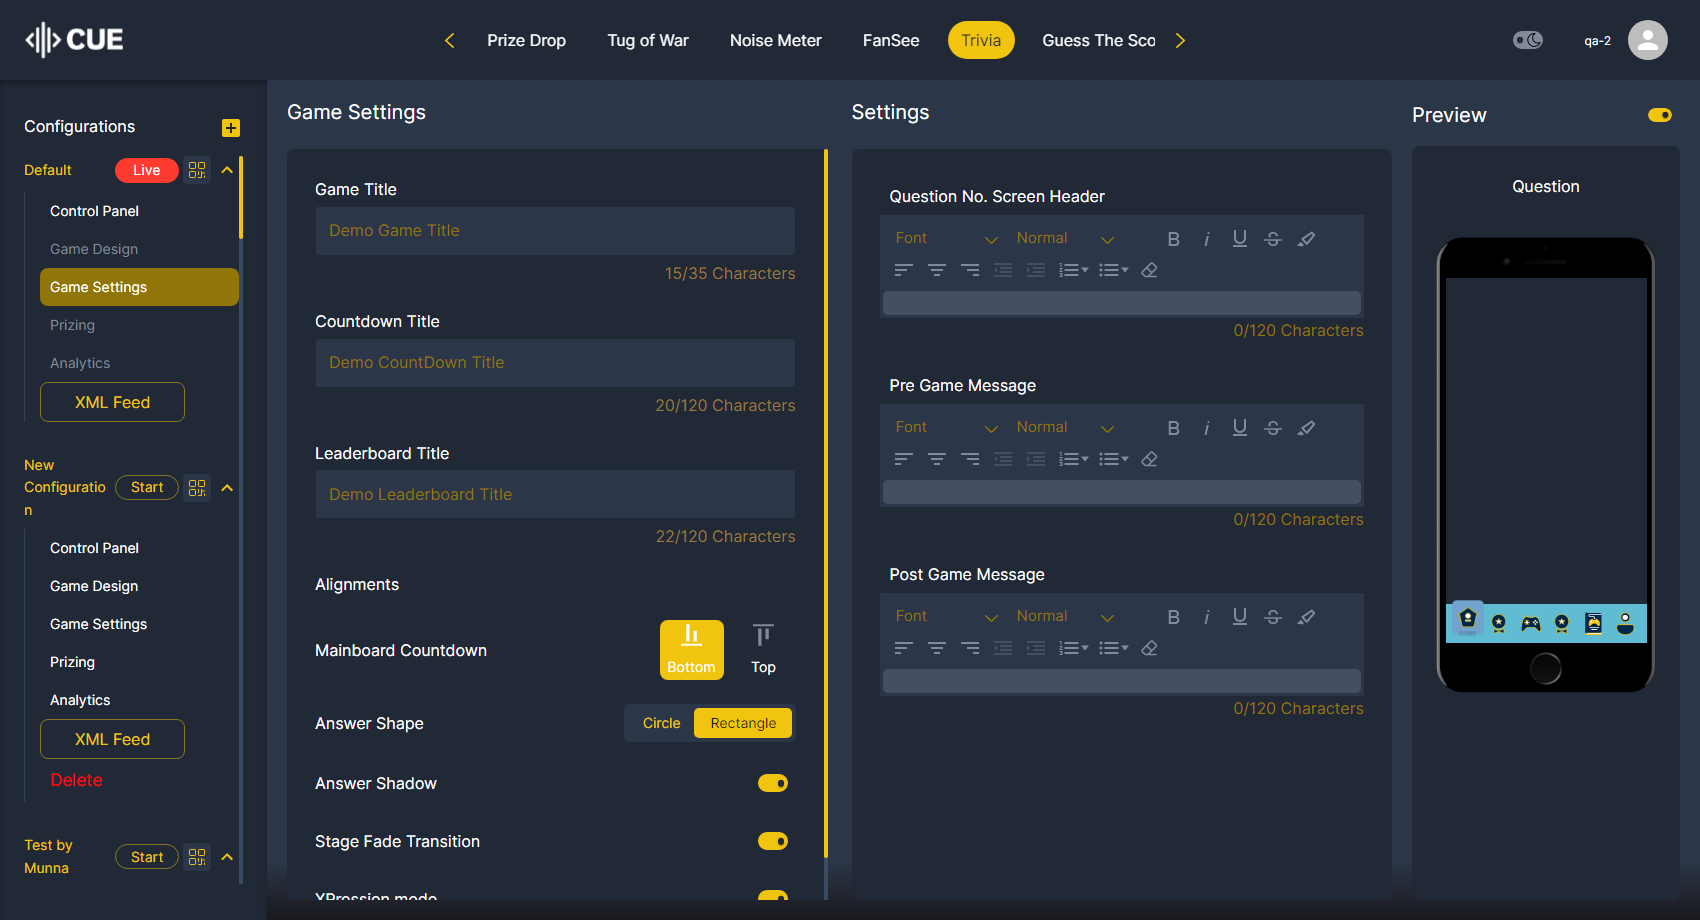 CUE
Prize Drop
Tug of War
Noise Meter
FanSee
Trivia
Guess The Sco
qa-2
Configurations
Default
Live
Control Panel
Game Design
Game Settings
Prizing
Analytics
XML Feed
New
Configuratio
n
Start
Control Panel
Game Design
Game Settings
Prizing
Analytics
XML Feed
Delete
Test by
Munna
Start
Game Settings
Game Title
Demo Game Title
15/35 Characters
Countdown Title
Demo CountDown Title
20/120 Characters
Leaderboard Title
Demo Leaderboard Title
22/120 Characters
Alignments
Mainboard Countdown
Bottom
Top
Answer Shape
Circle
Rectangle
Answer Shadow
Stage Fade Transition
XPression mode
Settings
Question No. Screen Header
Font
Normal
0/120 Characters
Pre Game Message
Font
Normal
0/120 Characters
Post Game Message
Font
Normal
0/120 Characters
Preview
Question